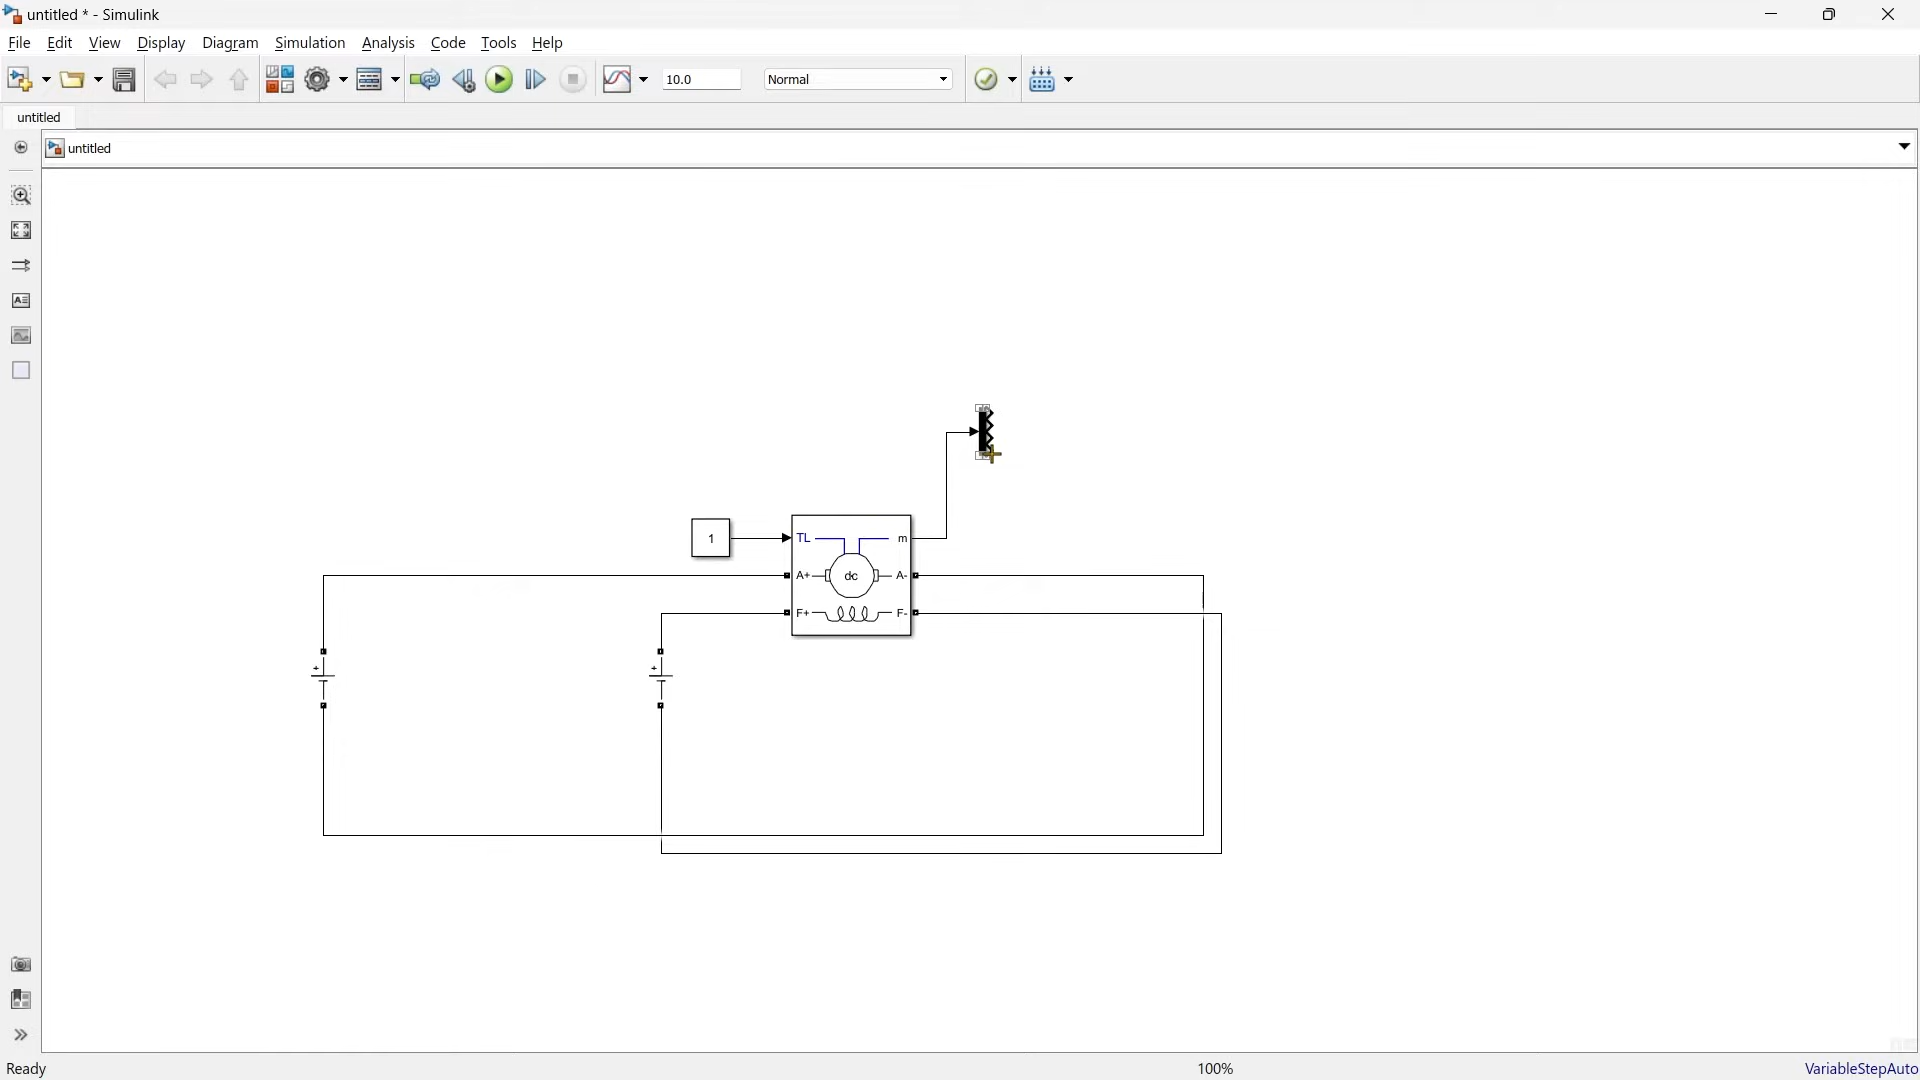 untitled * - Simulink
File Edit View Display Diagram Simulation Analysis Code Tools Help
10.0 Normal
untitled
untitled
1
TL m
A+ dc A-
F+ F-
+ +
Ready 100% VariableStepAuto